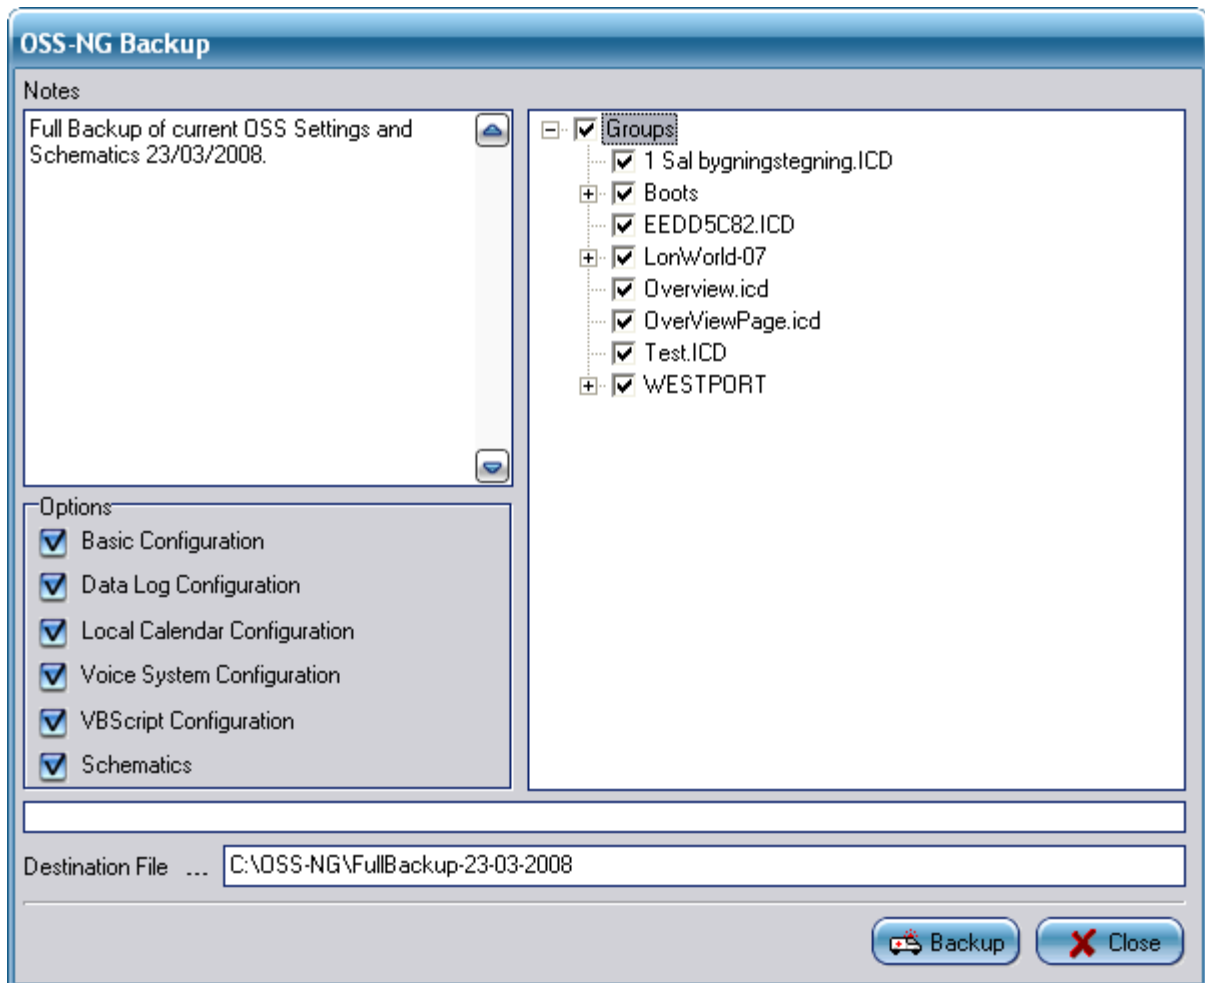 OSS-NG Backup
Notes
Full Backup of current OSS Settings and
Schematics 23/03/2008.
Groups
1 Sal bygningstegning.ICD
Boots
EEDD5C82.ICD
LonWorld-07
Overview.icd
OverViewPage.icd
Test.ICD
WESTPORT
Options
Basic Configuration
Data Log Configuration
Local Calendar Configuration
Voice System Configuration
VBScript Configuration
Schematics
Destination File ... C:\OSS-NG\FullBackup-23-03-2008
Backup Close